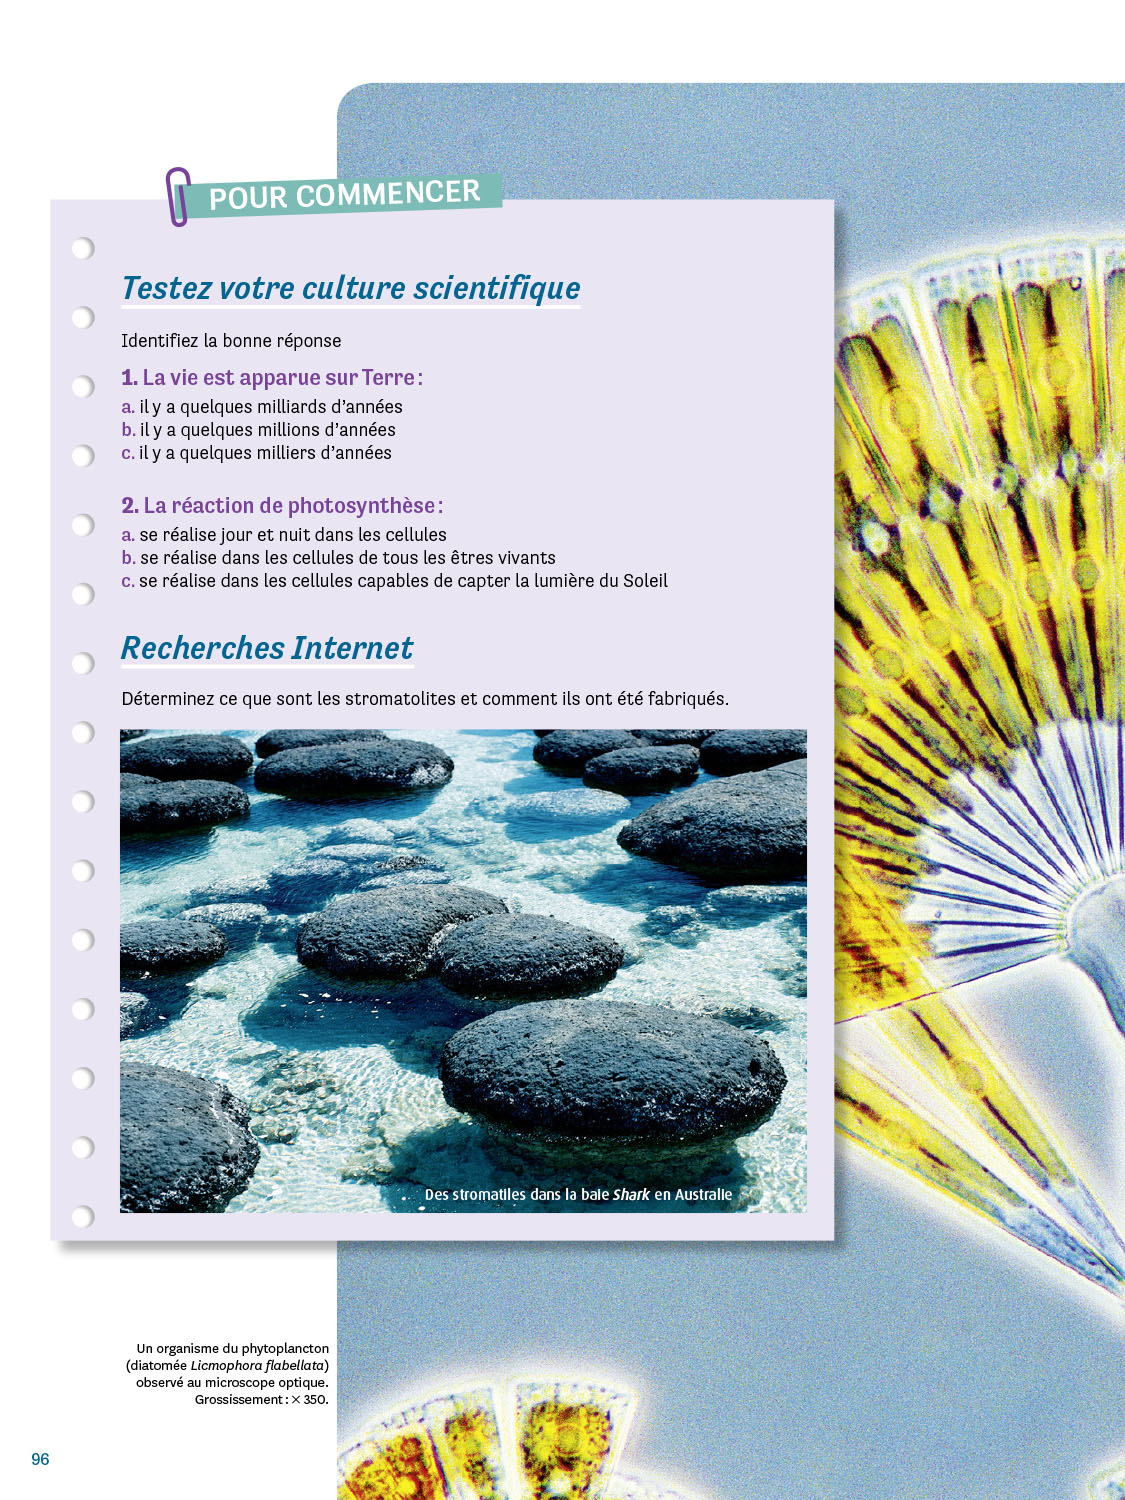 POUR COMMENCER
Testez votre culture scientifique
Identifiez la bonne réponse
1. La vie est apparue sur Terre :
a. il y a quelques milliards d’années
b. il y a quelques millions d’années
c. il y a quelques milliers d’années
2. La réaction de photosynthèse :
a. se réalise jour et nuit dans les cellules
b. se réalise dans les cellules de tous les êtres vivants
c. se réalise dans les cellules capables de capter la lumière du Soleil
Recherches Internet
Déterminez ce que sont les stromatolites et comment ils ont été fabriqués.
Des stromatiles dans la baie Shark en Australie
Un organisme du phytoplancton
(diatomée Licmophora flabellata)
observé au microscope optique.
Grossissement : × 350.
96